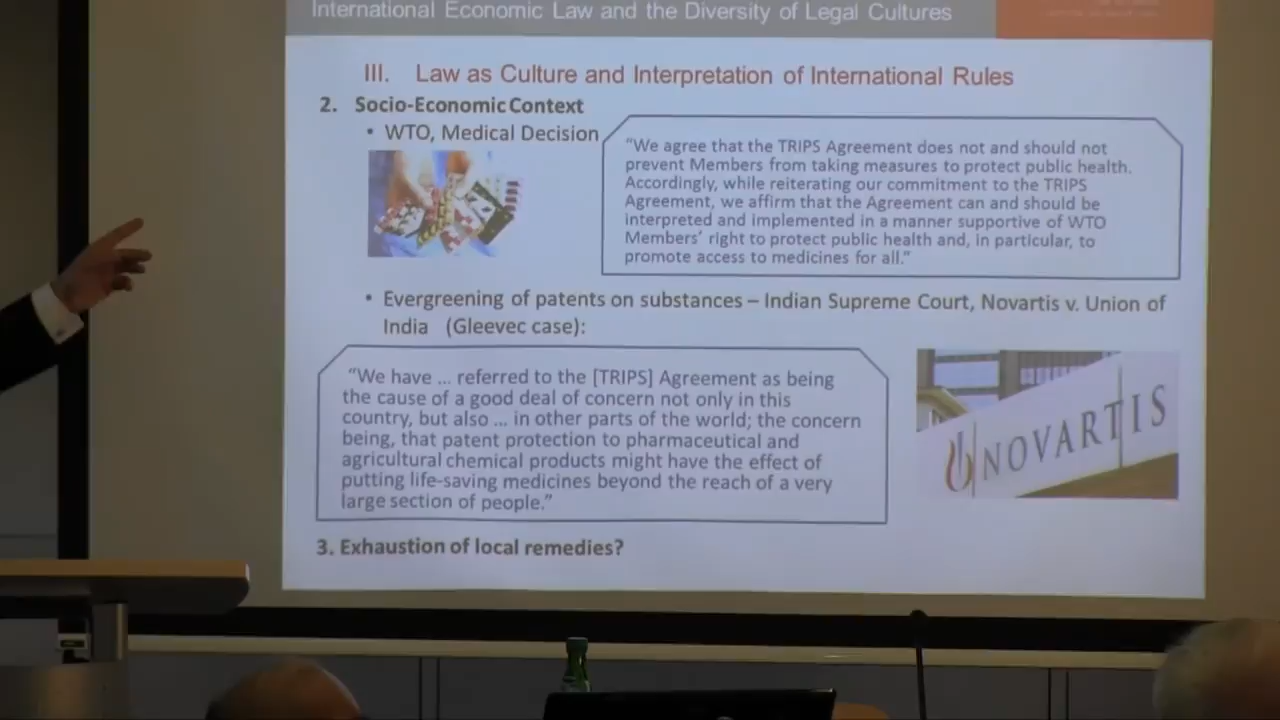 International Economic Law and the Diversity of Legal Cultures
III. Law as Culture and Interpretation of International Rules
2. Socio-Economic Context
• WTO, Medical Decision
“We agree that the TRIPS Agreement does not and should not
prevent Members from taking measures to protect public health.
Accordingly, while reiterating our commitment to the TRIPS
Agreement, we affirm that the Agreement can and should be
interpreted and implemented in a manner supportive of WTO
Members’ right to protect public health and, in particular, to
promote access to medicines for all.”
• Evergreening of patents on substances – Indian Supreme Court, Novartis v. Union of
India (Gleevec case):
“We have ... referred to the [TRIPS] Agreement as being
the cause of a good deal of concern not only in this
country, but also ... in other parts of the world; the concern
being, that patent protection to pharmaceutical and
agricultural chemical products might have the effect of
putting life-saving medicines beyond the reach of a very
large section of people.”
NOVARTIS
3. Exhaustion of local remedies?